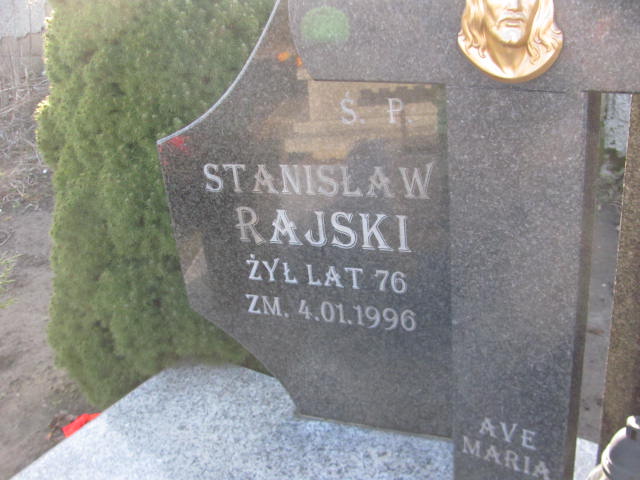 Ś. P.
STANISŁAW
RAJSKI
ŻYŁ LAT 76
ZM. 4.01.1996
AVE
MARIA